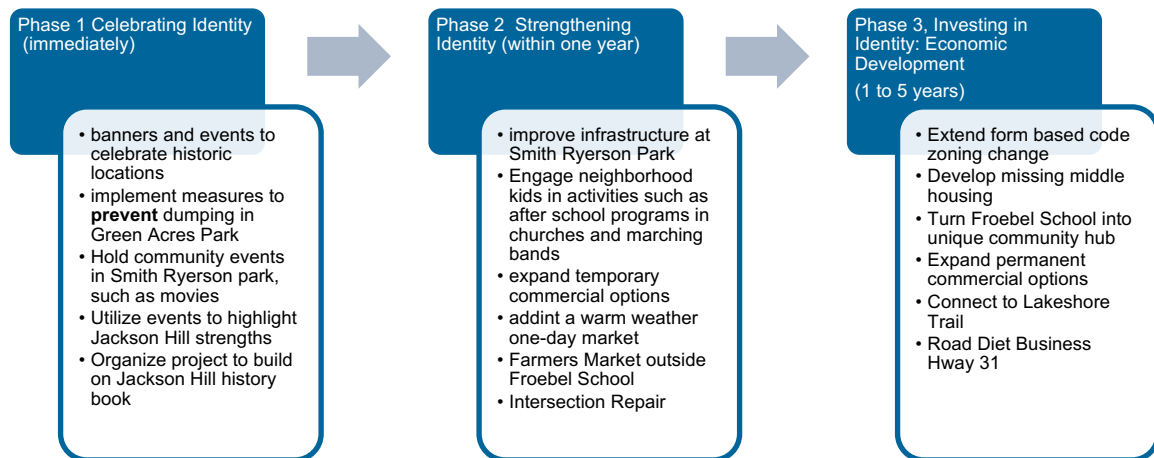 Phase 1 Celebrating Identity
(immediately)
• banners and events to
celebrate historic
locations
• implement measures to
prevent dumping in
Green Acres Park
• Hold community events
in Smith Ryerson park,
such as movies
• Utilize events to highlight
Jackson Hill strengths
• Organize project to build
on Jackson Hill history
book
Phase 2 Strengthening
Identity (within one year)
• improve infrastructure at
Smith Ryerson Park
• Engage neighborhood
kids in activities such as
after school programs in
churches and marching
bands
• expand temporary
commercial options
• addint a warm weather
one-day market
• Farmers Market outside
Froebel School
• Intersection Repair
Phase 3, Investing in
Identity: Economic
Development
(1 to 5 years)
• Extend form based code
zoning change
• Develop missing middle
housing
• Turn Froebel School into
unique community hub
• Expand permanent
commercial options
• Connect to Lakeshore
Trail
• Road Diet Business
Hway 31